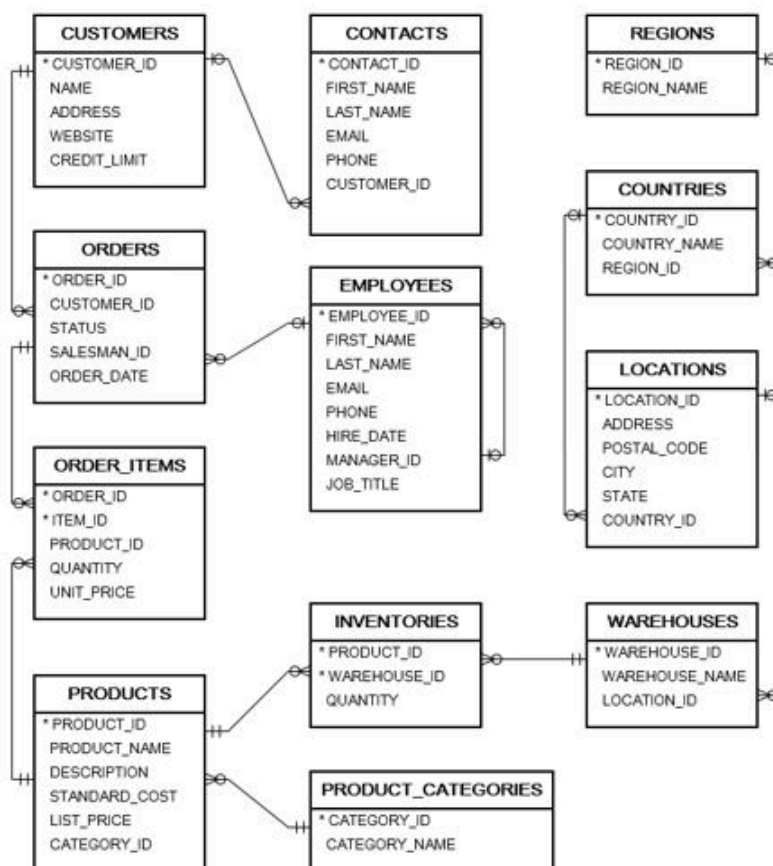 CUSTOMERS
* CUSTOMER_ID
NAME
ADDRESS
WEBSITE
CREDIT_LIMIT
CONTACTS
* CONTACT_ID
FIRST_NAME
LAST_NAME
EMAIL
PHONE
CUSTOMER_ID
REGIONS
* REGION_ID
REGION_NAME
COUNTRIES
* COUNTRY_ID
COUNTRY_NAME
REGION_ID
ORDERS
* ORDER_ID
CUSTOMER_ID
STATUS
SALESMAN_ID
ORDER_DATE
EMPLOYEES
* EMPLOYEE_ID
FIRST_NAME
LAST_NAME
EMAIL
PHONE
HIRE_DATE
MANAGER_ID
JOB_TITLE
LOCATIONS
* LOCATION_ID
ADDRESS
POSTAL_CODE
CITY
STATE
COUNTRY_ID
ORDER_ITEMS
* ORDER_ID
* ITEM_ID
PRODUCT_ID
QUANTITY
UNIT_PRICE
INVENTORIES
* PRODUCT_ID
* WAREHOUSE_ID
QUANTITY
WAREHOUSES
* WAREHOUSE_ID
WAREHOUSE_NAME
LOCATION_ID
PRODUCTS
* PRODUCT_ID
PRODUCT_NAME
DESCRIPTION
STANDARD_COST
LIST_PRICE
CATEGORY_ID
PRODUCT_CATEGORIES
* CATEGORY_ID
CATEGORY_NAME